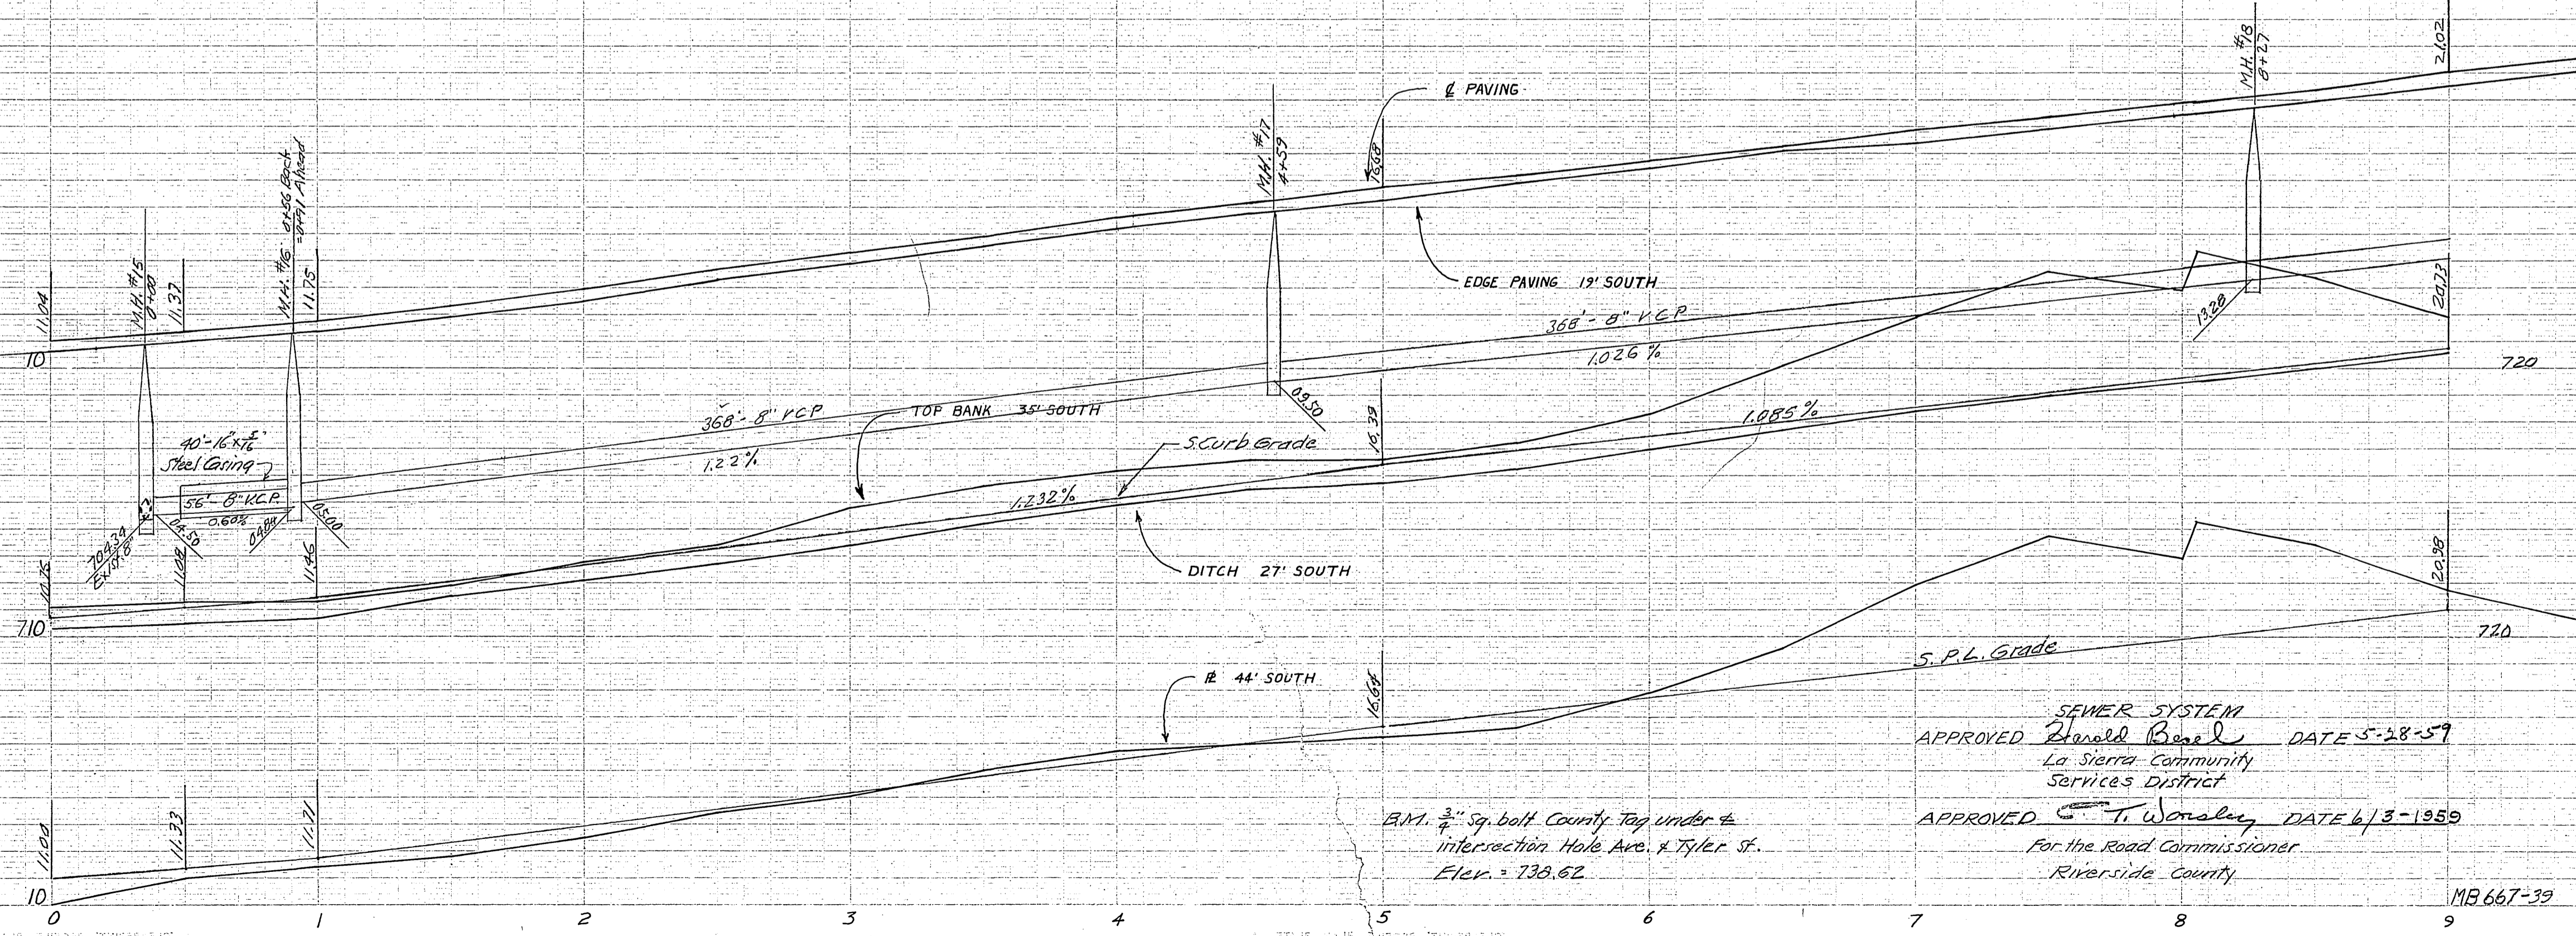 21.02
M.H. #18
8+27
℄ PAVING
M.H. #17
4+59
16.68
M.H. #16 0+56 Back
=0+91 Ahead
M.H. #15
0+00
11.04
11.37
11.75
10
EDGE PAVING 19' SOUTH
20.73
13.28
368'- 8" V.C.P.
1.026%
720
09.50
368'- 8" V.C.P.
1.22%
TOP BANK 35' SOUTH
16.39
1.085%
S. Curb Grade
40'-16"x 5/16"
Steel Casing
56'- 8" V.C.P.
0.60%
1.232%
704.34
Exist. 8"
04.50
04.84
05.00
10.75
11.08
11.46
DITCH 27' SOUTH
20.98
710
720
S. P.L. Grade
℄ 44' SOUTH
16.64
SEWER SYSTEM
APPROVED Harold Besel DATE 5-28-59
La Sierra Community
Services District
B.M. 3/4" Sq. bolt County Tag under ℄
intersection Hole Ave. & Tyler St.
Elev. = 738.62
APPROVED T. Worsley DATE 6/3-1959
For the Road Commissioner
Riverside County
11.00
11.33
11.71
10
MB 667-39
0 1 2 3 4 5 6 7 8 9